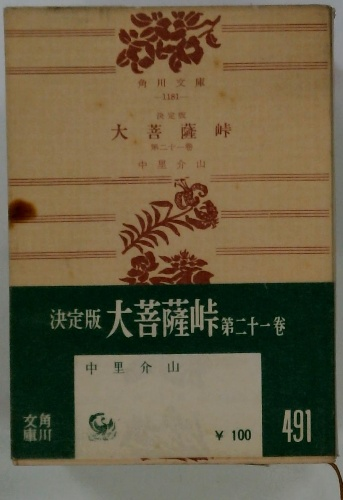 角川文庫
—1181—
決定版
大菩薩峠
第二十一巻
中里介山
決定版 大菩薩峠 第二十一巻
中里介山
角川文庫
¥ 100
491